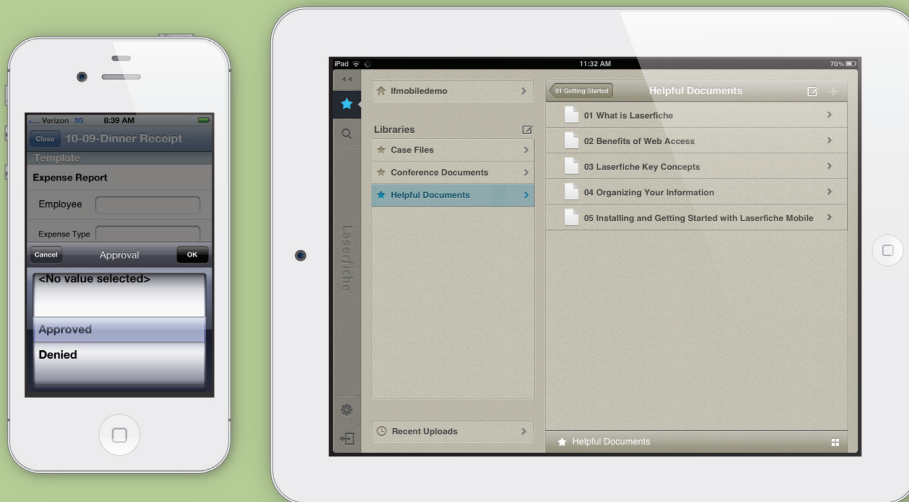 Verizon 3G 8:39 AM
Close 10-09-Dinner Receipt
Template
Expense Report
Employee
Expense Type
Cancel Approval OK
<No value selected>
Approved
Denied
iPad 11:32 AM 70%
lfmobiledemo
Libraries
Case Files
Conference Documents
Helpful Documents
Laserfiche
Recent Uploads
01 Getting Started Helpful Documents
01 What is Laserfiche
02 Benefits of Web Access
03 Laserfiche Key Concepts
04 Organizing Your Information
05 Installing and Getting Started with Laserfiche Mobile
Helpful Documents